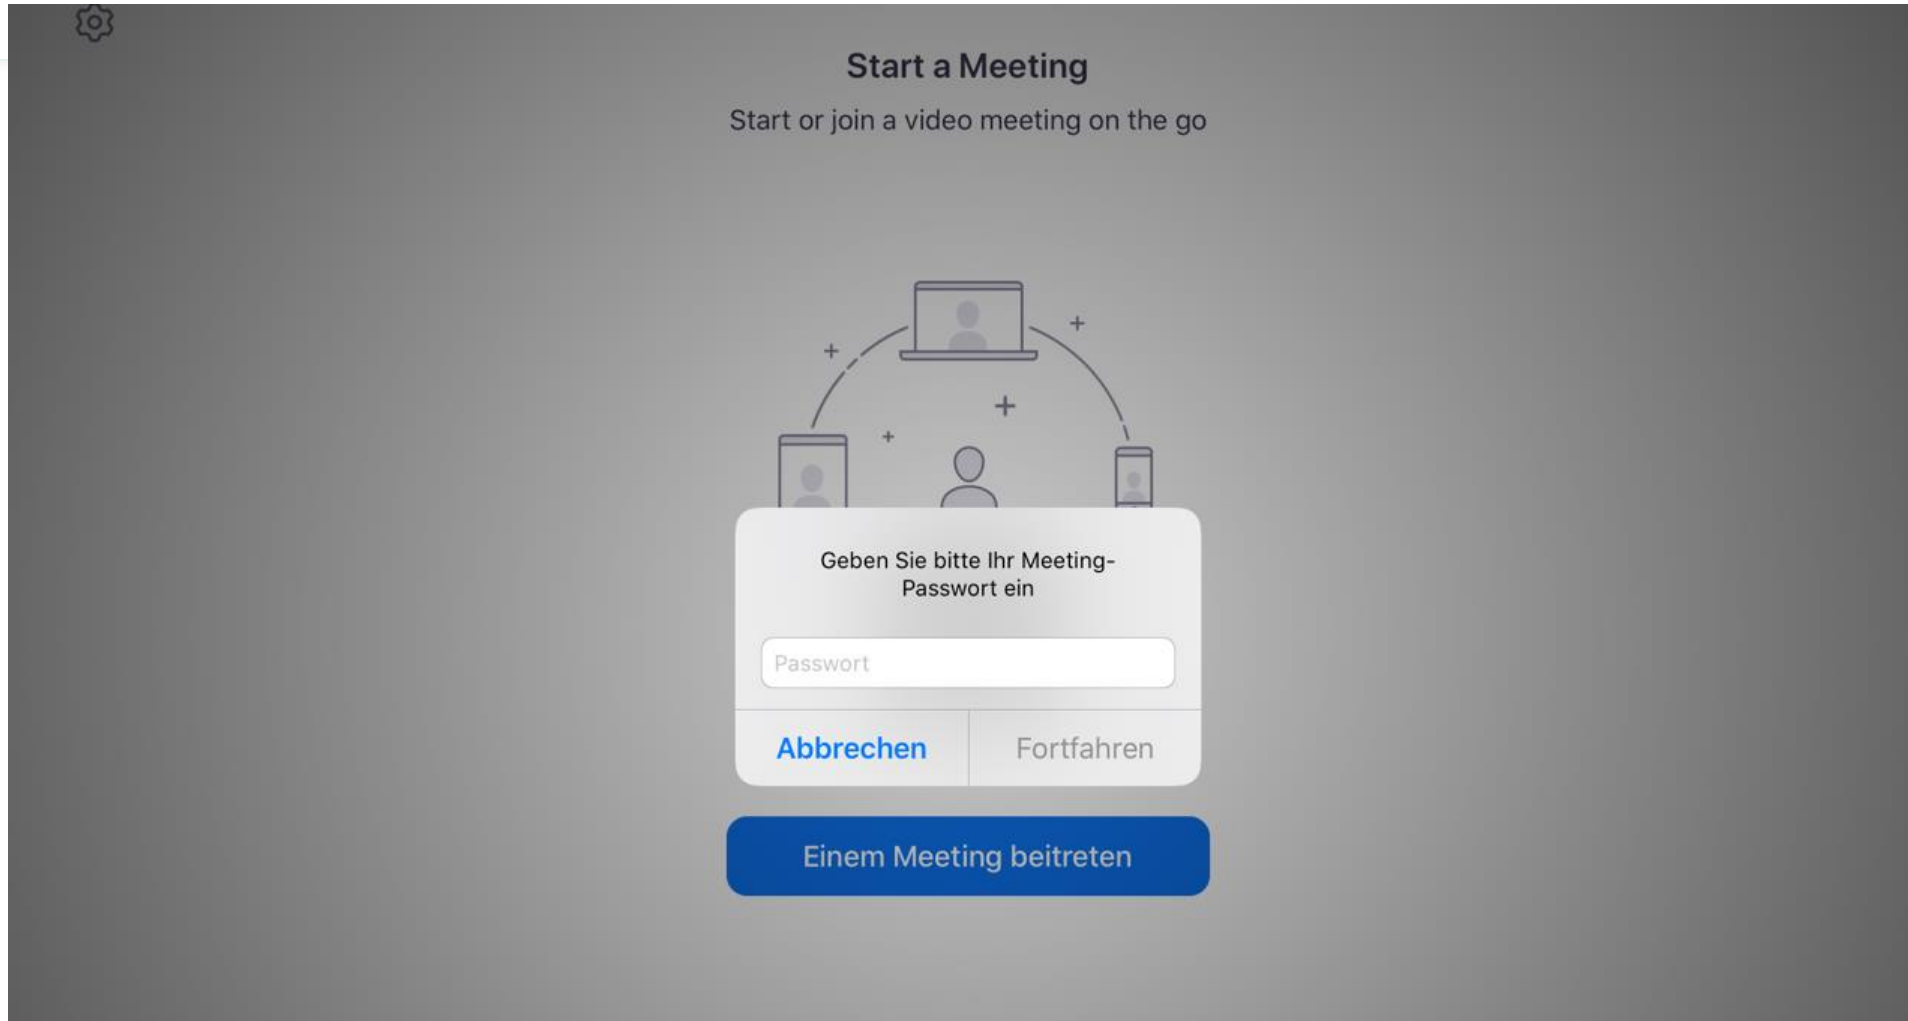 Start a Meeting
Start or join a video meeting on the go
Geben Sie bitte Ihr Meeting-
Passwort ein
Passwort
Abbrechen
Fortfahren
Einem Meeting beitreten